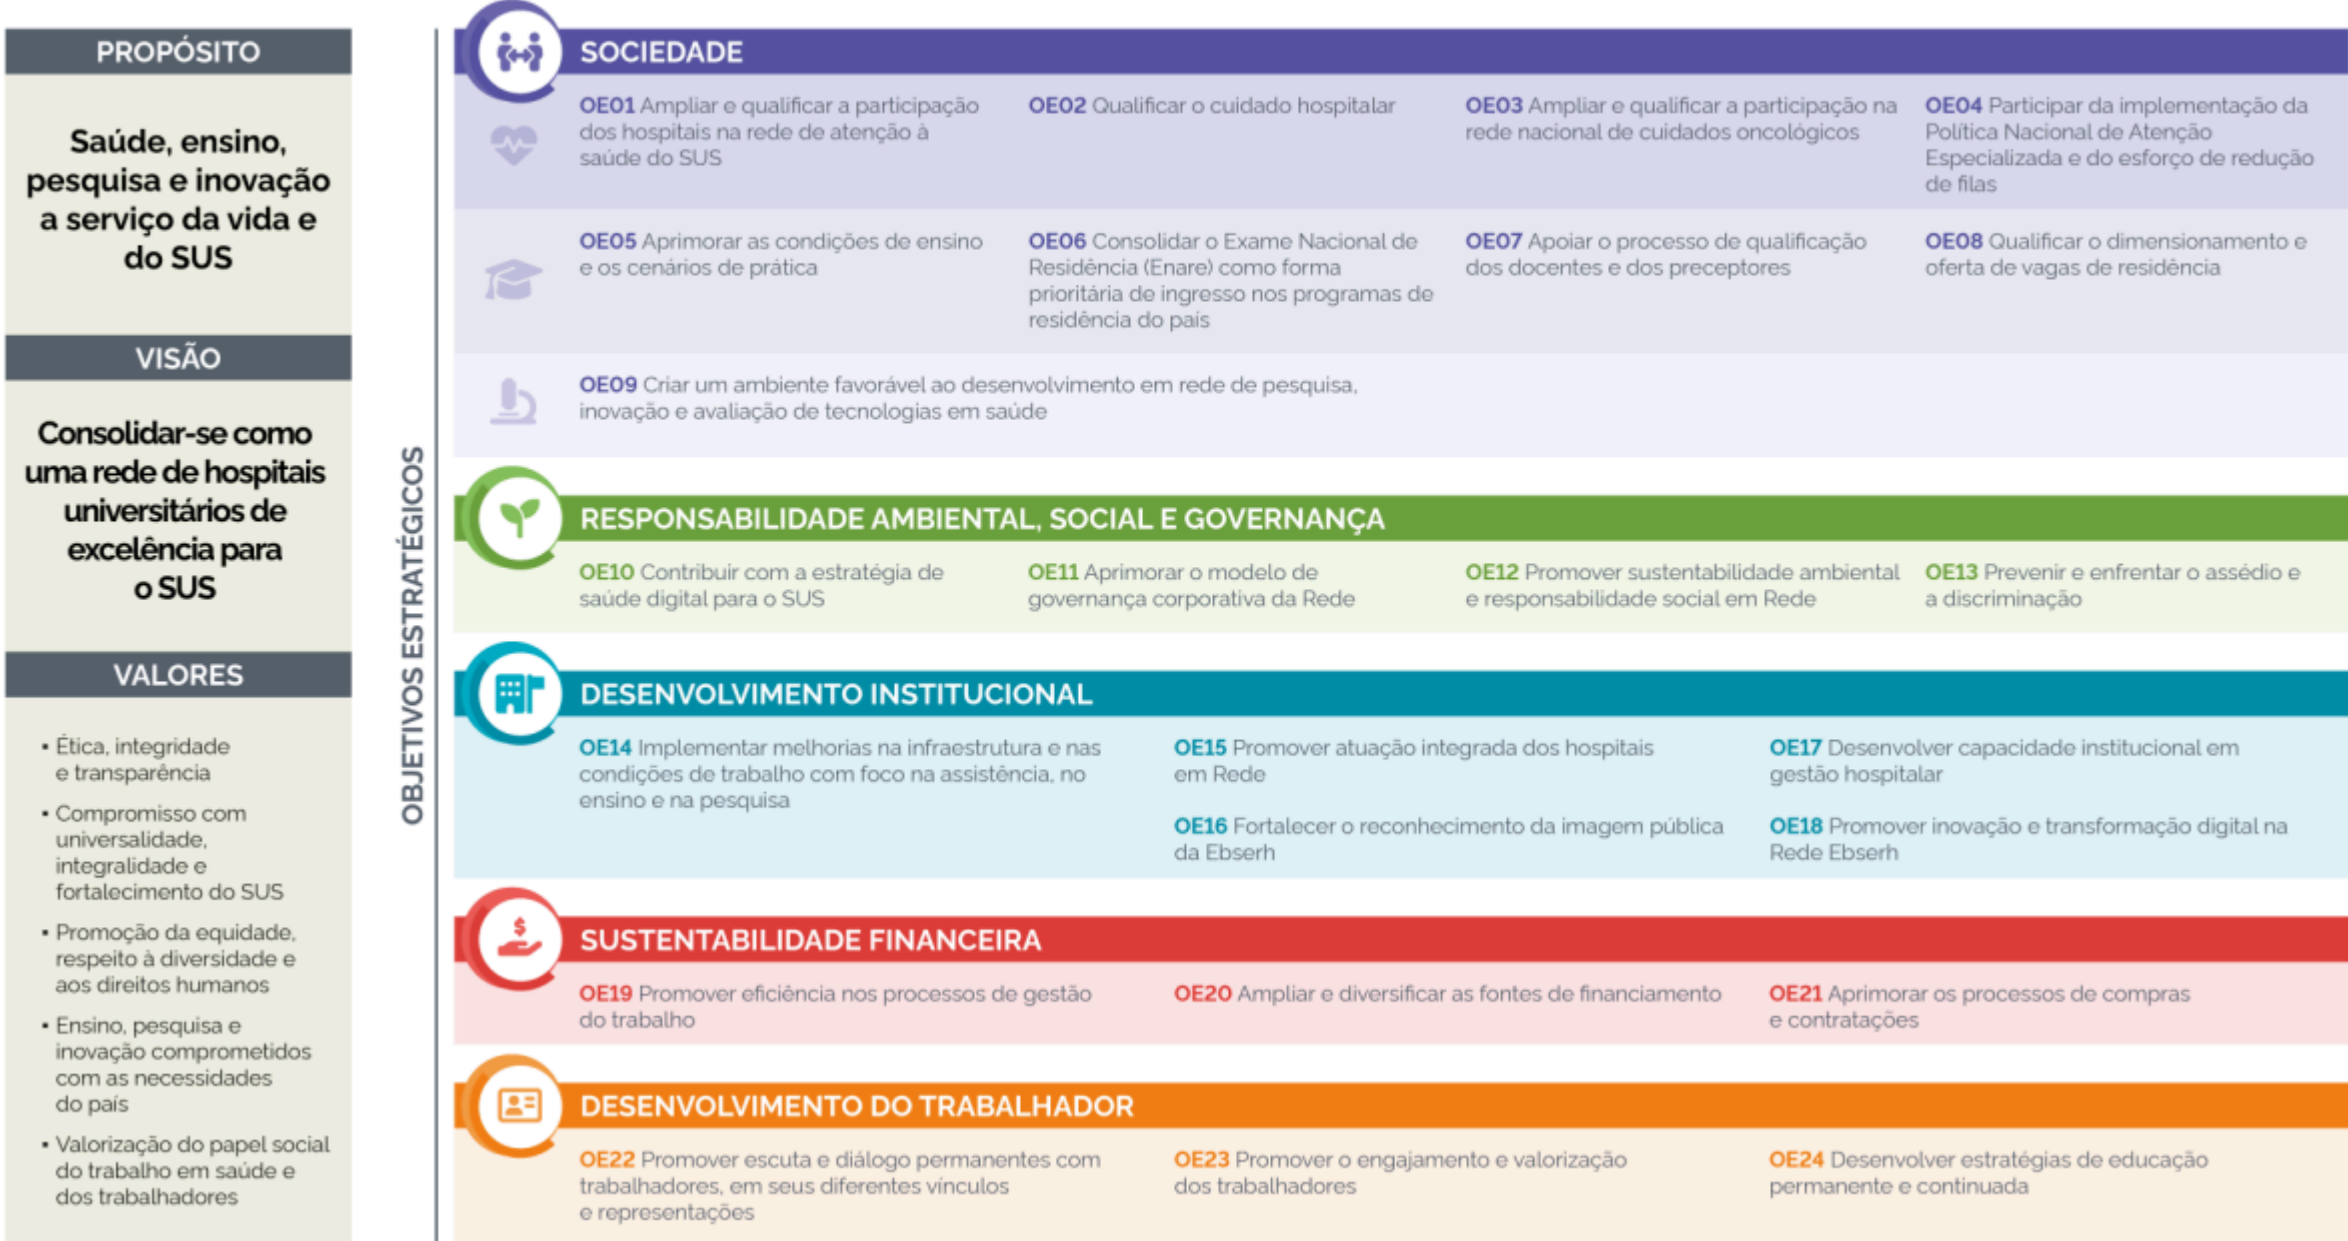 PROPÓSITO
Saúde, ensino,
pesquisa e inovação
a serviço da vida e
do SUS
VISÃO
Consolidar-se como
uma rede de hospitais
universitários de
excelência para
o SUS
VALORES
▪ Ética, integridade
e transparência
▪ Compromisso com
universalidade,
integralidade e
fortalecimento do SUS
▪ Promoção da equidade,
respeito à diversidade e
aos direitos humanos
▪ Ensino, pesquisa e
inovação comprometidos
com as necessidades
do país
▪ Valorização do papel social
do trabalho em saúde e
dos trabalhadores
OBJETIVOS ESTRATÉGICOS
SOCIEDADE
OE01 Ampliar e qualificar a participação
dos hospitais na rede de atenção à
saúde do SUS
OE02 Qualificar o cuidado hospitalar
OE03 Ampliar e qualificar a participação na
rede nacional de cuidados oncológicos
OE04 Participar da implementação da
Política Nacional de Atenção
Especializada e do esforço de redução
de filas
OE05 Aprimorar as condições de ensino
e os cenários de prática
OE06 Consolidar o Exame Nacional de
Residência (Enare) como forma
prioritária de ingresso nos programas de
residência do país
OE07 Apoiar o processo de qualificação
dos docentes e dos preceptores
OE08 Qualificar o dimensionamento e
oferta de vagas de residência
OE09 Criar um ambiente favorável ao desenvolvimento em rede de pesquisa,
inovação e avaliação de tecnologias em saúde
RESPONSABILIDADE AMBIENTAL, SOCIAL E GOVERNANÇA
OE10 Contribuir com a estratégia de
saúde digital para o SUS
OE11 Aprimorar o modelo de
governança corporativa da Rede
OE12 Promover sustentabilidade ambiental
e responsabilidade social em Rede
OE13 Prevenir e enfrentar o assédio e
a discriminação
DESENVOLVIMENTO INSTITUCIONAL
OE14 Implementar melhorias na infraestrutura e nas
condições de trabalho com foco na assistência, no
ensino e na pesquisa
OE15 Promover atuação integrada dos hospitais
em Rede
OE16 Fortalecer o reconhecimento da imagem pública
da Ebserh
OE17 Desenvolver capacidade institucional em
gestão hospitalar
OE18 Promover inovação e transformação digital na
Rede Ebserh
SUSTENTABILIDADE FINANCEIRA
OE19 Promover eficiência nos processos de gestão
do trabalho
OE20 Ampliar e diversificar as fontes de financiamento
OE21 Aprimorar os processos de compras
e contratações
DESENVOLVIMENTO DO TRABALHADOR
OE22 Promover escuta e diálogo permanentes com
trabalhadores, em seus diferentes vínculos
e representações
OE23 Promover o engajamento e valorização
dos trabalhadores
OE24 Desenvolver estratégias de educação
permanente e continuada